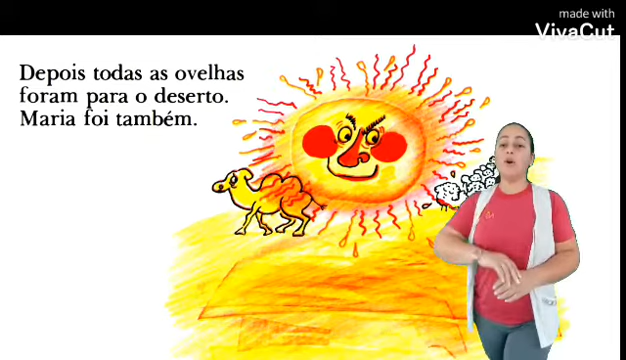 made with
VivaCut
Depois todas as ovelhas
foram para o deserto.
Maria foi também.